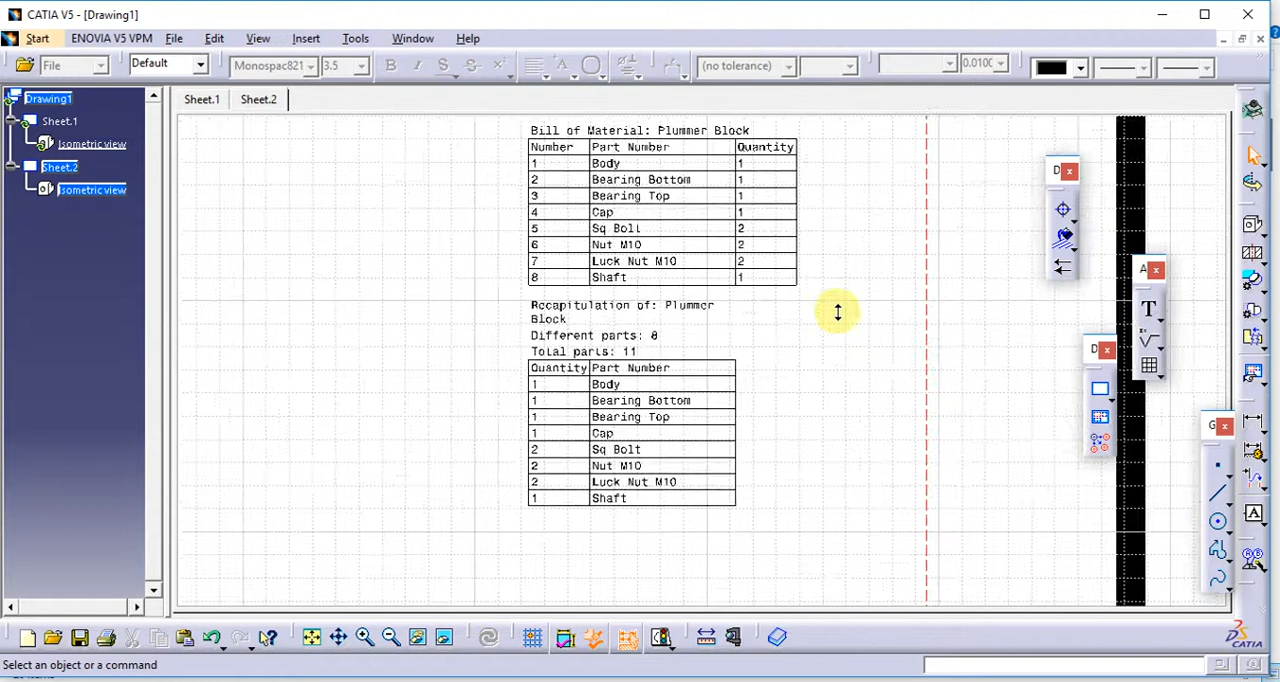 CATIA V5 - [Drawing1]
Start ENOVIA V5 VPM File Edit View Insert Tools Window Help
File Default Monospac821 3.5 B I S S (no tolerance) 0.010
Drawing1
Sheet.1
Isometric view
Sheet.2
Isometric view
Sheet.1 Sheet.2
Bill of Material: Plummer Block
Number Part Number Quantity
1 Body 1
2 Bearing Bottom 1
3 Bearing Top 1
4 Cap 1
5 Sq Bolt 2
6 Nut M10 2
7 Luck Nut M10 2
8 Shaft 1
Recapitulation of: Plummer
Block
Different parts: 8
Total parts: 11
Quantity Part Number
1 Body
1 Bearing Bottom
1 Bearing Top
1 Cap
2 Sq Bolt
2 Nut M10
2 Luck Nut M10
1 Shaft
D x
A x
T
D x
G x
A
CATIA
Select an object or a command